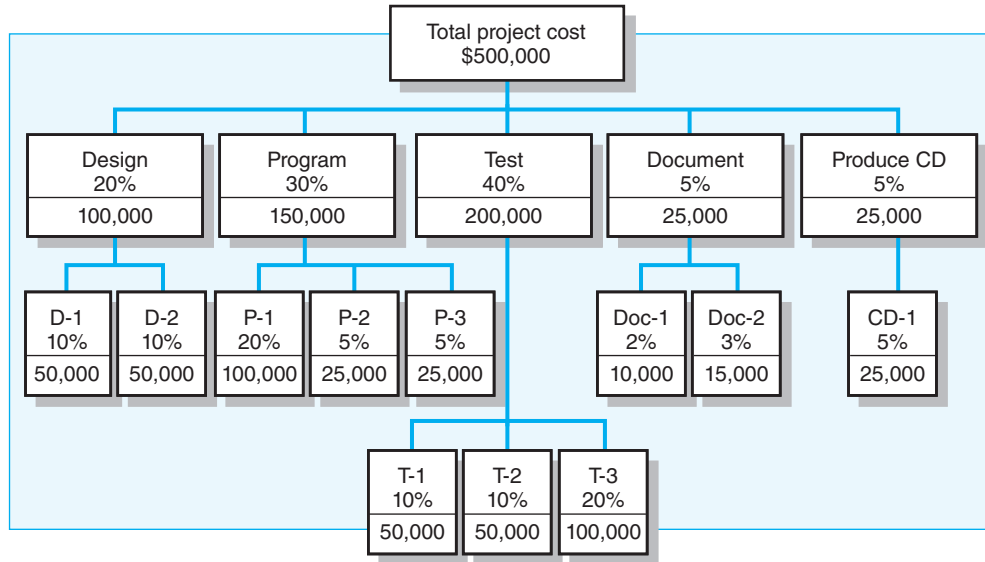 Total project cost
$500,000
Design
20%
100,000
Program
30%
150,000
Test
40%
200,000
Document
5%
25,000
Produce CD
5%
25,000
D-1
10%
50,000
D-2
10%
50,000
P-1
20%
100,000
P-2
5%
25,000
P-3
5%
25,000
Doc-1
2%
10,000
Doc-2
3%
15,000
CD-1
5%
25,000
T-1
10%
50,000
T-2
10%
50,000
T-3
20%
100,000